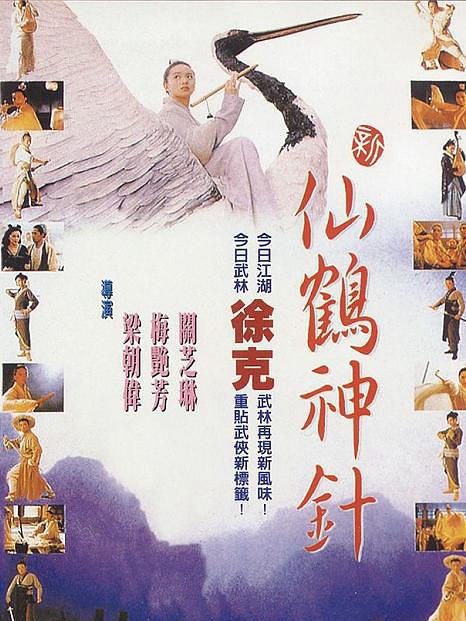 新
仙鶴神針
今日江湖
今日武林
徐克
武林再現新風味！
重貼武俠新標籤！
關芝琳
梅艷芳
梁朝偉
導演